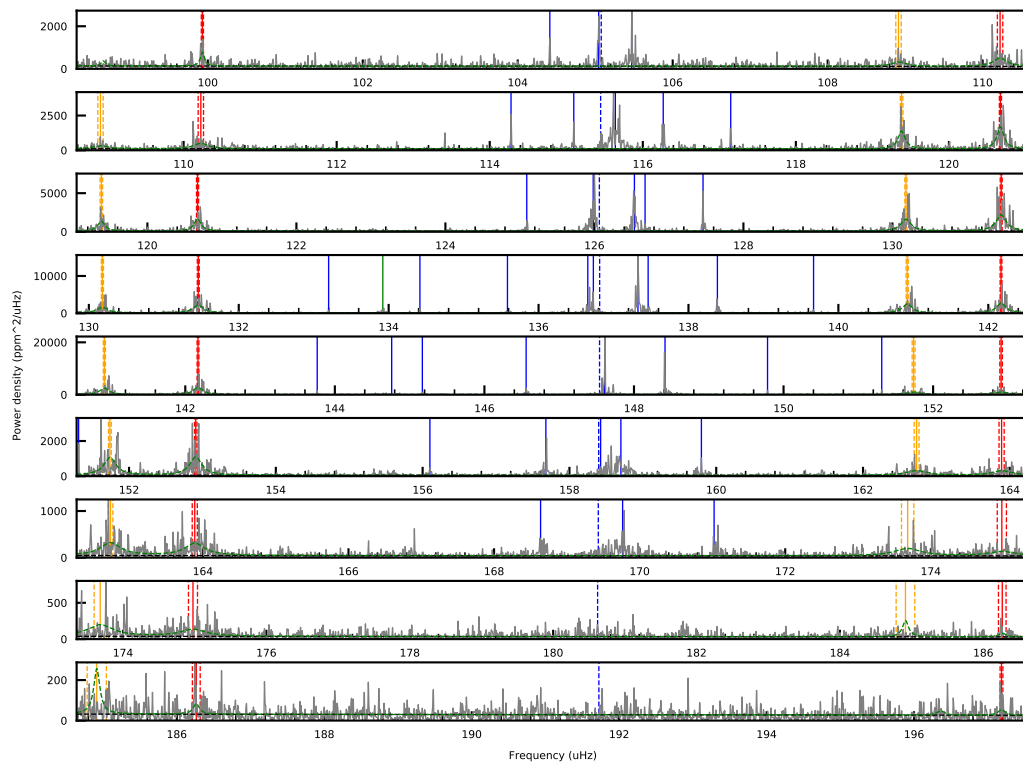 2000
0
100 102 104 106 108 110
2500
0
110 112 114 116 118 120
5000
0
120 122 124 126 128 130
10000
0
130 132 134 136 138 140 142
20000
0
142 144 146 148 150 152
2000
0
152 154 156 158 160 162 164
1000
0
164 166 168 170 172 174
500
0
174 176 178 180 182 184 186
200
0
186 188 190 192 194 196
Power density (ppm^2/uHz)
Frequency (uHz)